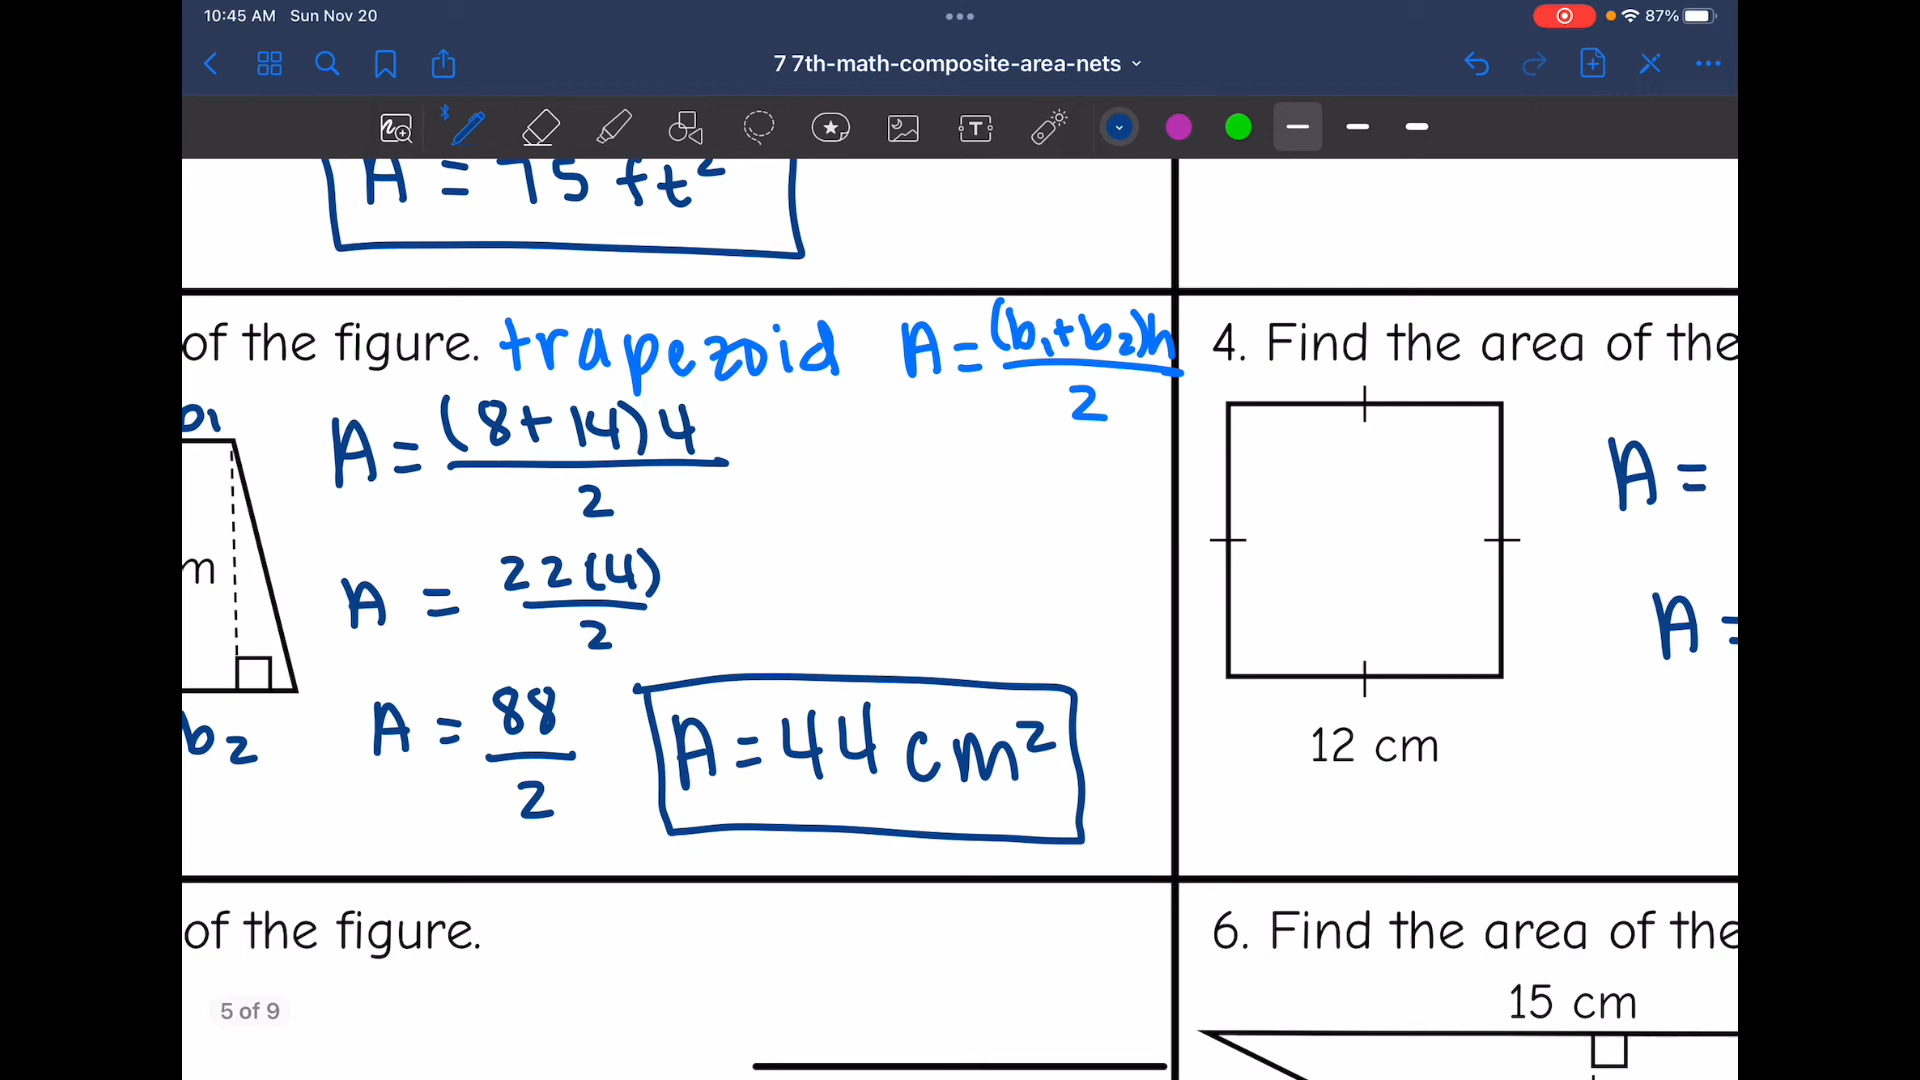 10:45 AM Sun Nov 20
87%
7 7th-math-composite-area-nets
T
A = 75 ft²
of the figure. trapezoid A = (b₁+b₂)h / 2
b₁
A = (8+14)4 / 2
A = 22(4) / 2
m
b₂
A = 88 / 2
A = 44 cm²
4. Find the area of the
A =
A =
12 cm
of the figure.
5 of 9
6. Find the area of the
15 cm